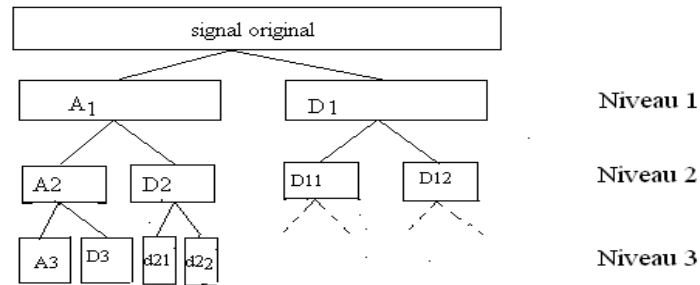 signal original
A1 D1 Niveau 1
A2 D2 D11 D12 Niveau 2
A3 D3 d21 d22 Niveau 3